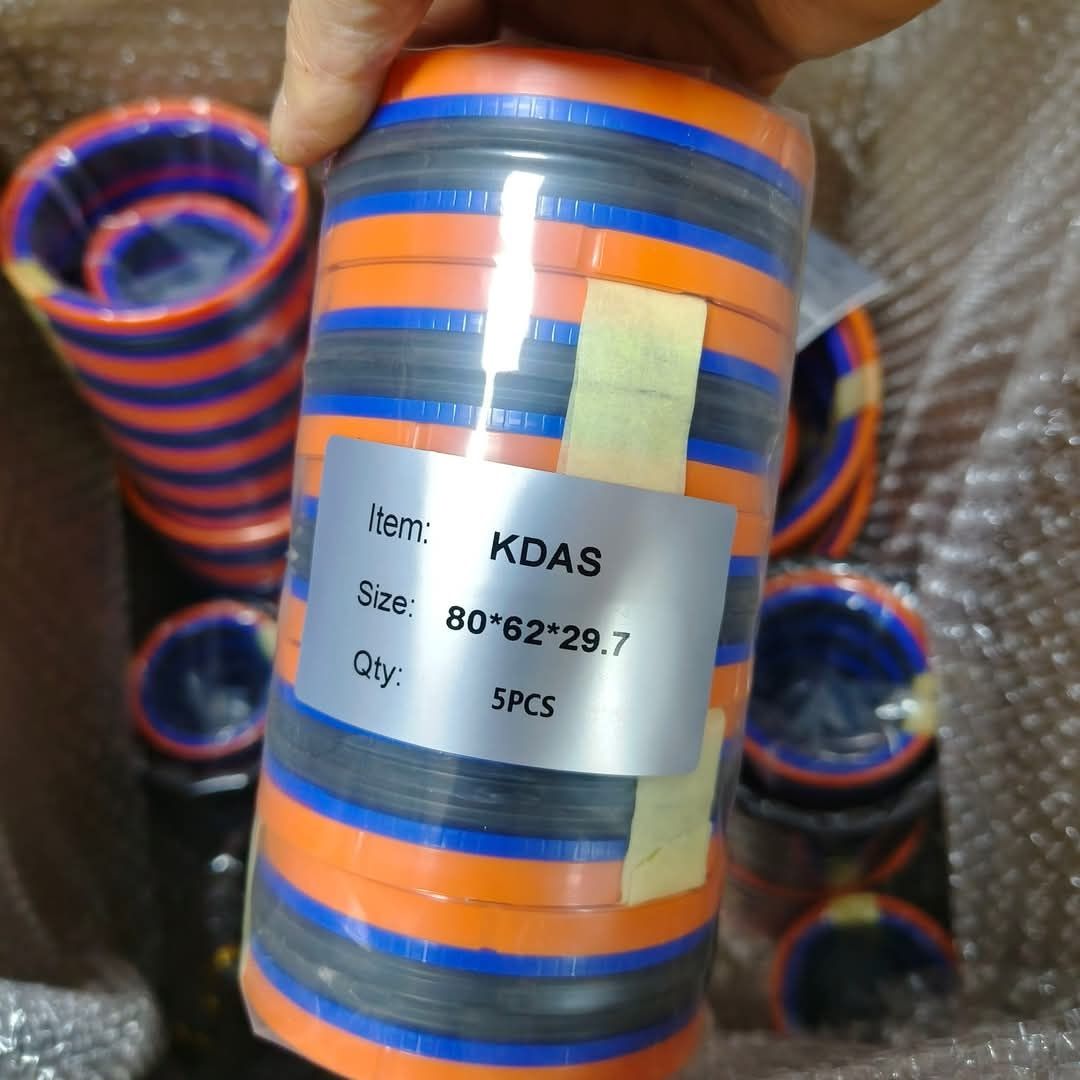 Item: KDAS
Size: 80*62*29.7
Qty: 5PCS